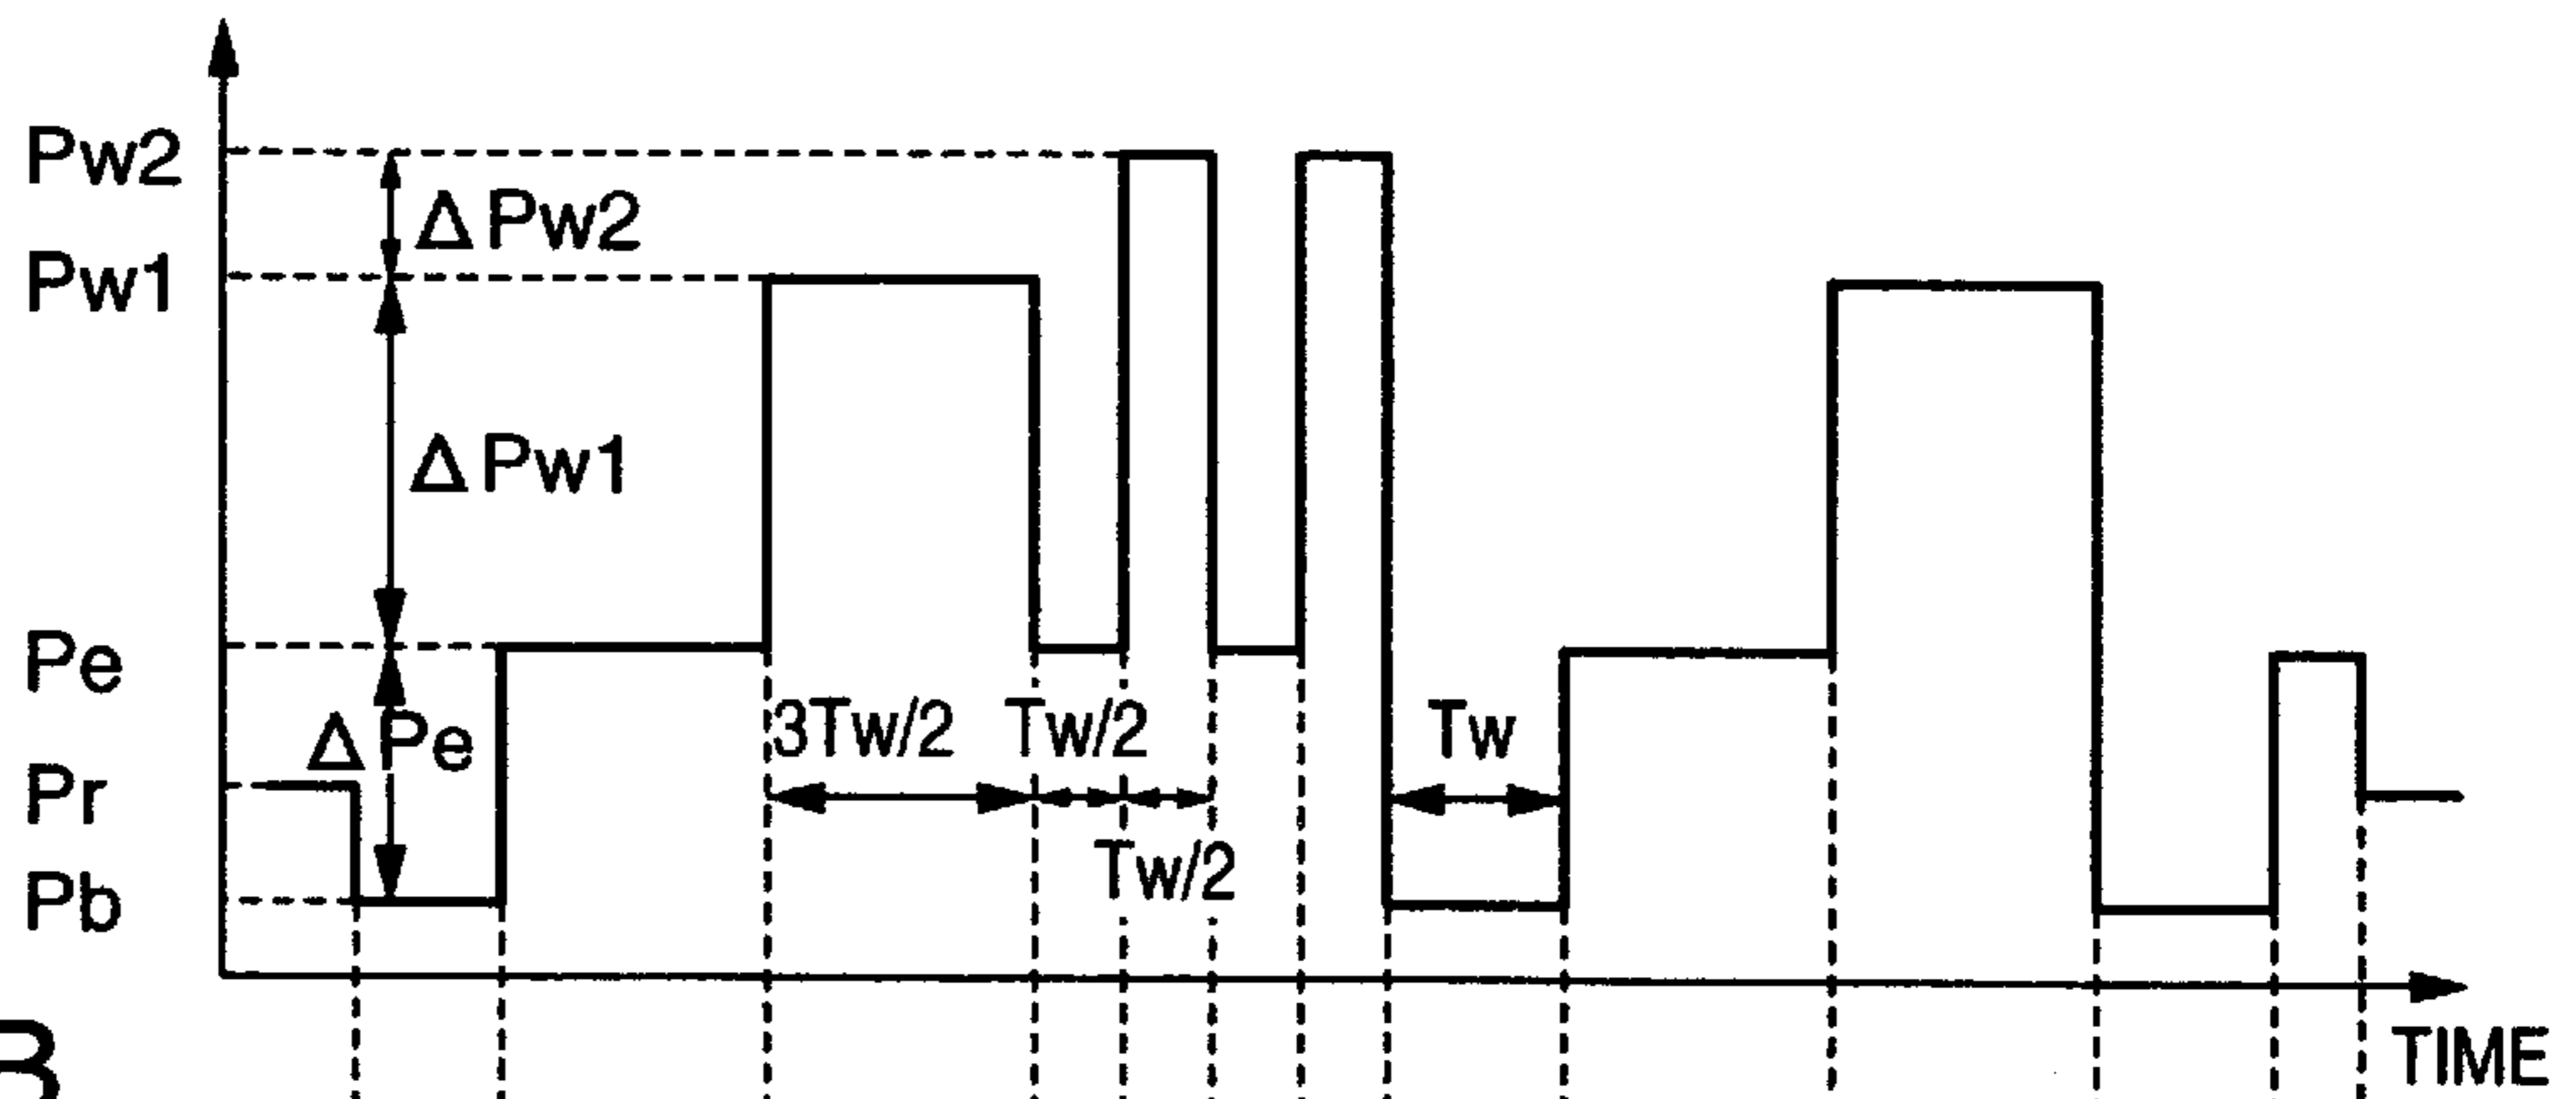 Pw2
ΔPw2
Pw1
ΔPw1
Pe
3Tw/2 Tw/2 Tw
ΔPe
Pr
Tw/2
Pb
TIME
B